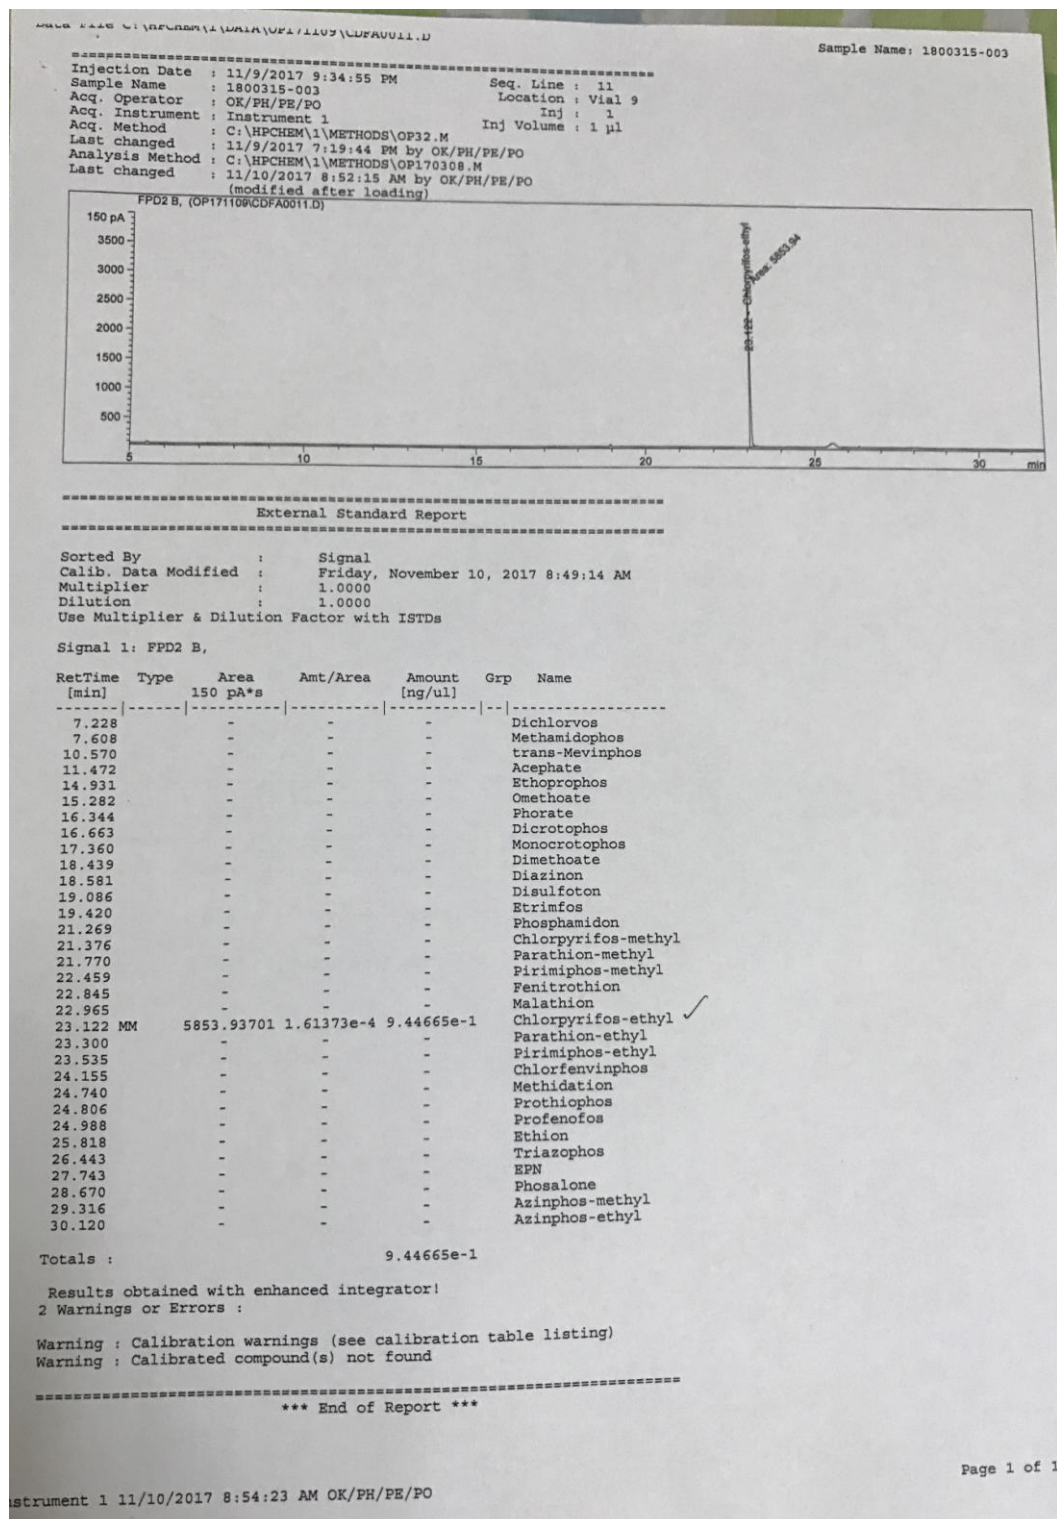 Data File C:\HPCHEM\1\DATA\OP171109\CDFA0011.D
Sample Name: 1800315-003
======================================================================
Injection Date : 11/9/2017 9:34:55 PM Seq. Line : 11
Sample Name : 1800315-003 Location : Vial 9
Acq. Operator : OK/PH/PE/PO Inj : 1
Acq. Instrument : Instrument 1 Inj Volume : 1 µl
Acq. Method : C:\HPCHEM\1\METHODS\OP32.M
Last changed : 11/9/2017 7:19:44 PM by OK/PH/PE/PO
Analysis Method : C:\HPCHEM\1\METHODS\OP170308.M
Last changed : 11/10/2017 8:52:15 AM by OK/PH/PE/PO
(modified after loading)
FPD2 B, (OP171109\CDFA0011.D)
150 pA
3500
3000
2500
2000
1500
1000
500
23.122 - Chlorpyrifos-ethyl
Area: 5853.94
5 10 15 20 25 30 min
======================================================================
External Standard Report
======================================================================
Sorted By : Signal
Calib. Data Modified : Friday, November 10, 2017 8:49:14 AM
Multiplier : 1.0000
Dilution : 1.0000
Use Multiplier & Dilution Factor with ISTDs
Signal 1: FPD2 B,
RetTime Type Area Amt/Area Amount Grp Name
[min] 150 pA*s [ng/ul]
--------|------|----------|----------|----------|--|------------------
7.228 - - - Dichlorvos
7.608 - - - Methamidophos
10.570 - - - trans-Mevinphos
11.472 - - - Acephate
14.931 - - - Ethoprophos
15.282 - - - Omethoate
16.344 - - - Phorate
16.663 - - - Dicrotophos
17.360 - - - Monocrotophos
18.439 - - - Dimethoate
18.581 - - - Diazinon
19.086 - - - Disulfoton
19.420 - - - Etrimfos
21.269 - - - Phosphamidon
21.376 - - - Chlorpyrifos-methyl
21.770 - - - Parathion-methyl
22.459 - - - Pirimiphos-methyl
22.845 - - - Fenitrothion
22.965 - - - Malathion
23.122 MM 5853.93701 1.61373e-4 9.44665e-1 Chlorpyrifos-ethyl ✓
23.300 - - - Parathion-ethyl
23.535 - - - Pirimiphos-ethyl
24.155 - - - Chlorfenvinphos
24.740 - - - Methidation
24.806 - - - Prothiophos
24.988 - - - Profenofos
25.818 - - - Ethion
26.443 - - - Triazophos
27.743 - - - EPN
28.670 - - - Phosalone
29.316 - - - Azinphos-methyl
30.120 - - - Azinphos-ethyl
Totals : 9.44665e-1
Results obtained with enhanced integrator!
2 Warnings or Errors :
Warning : Calibration warnings (see calibration table listing)
Warning : Calibrated compound(s) not found
======================================================================
*** End of Report ***
Page 1 of 1
strument 1 11/10/2017 8:54:23 AM OK/PH/PE/PO